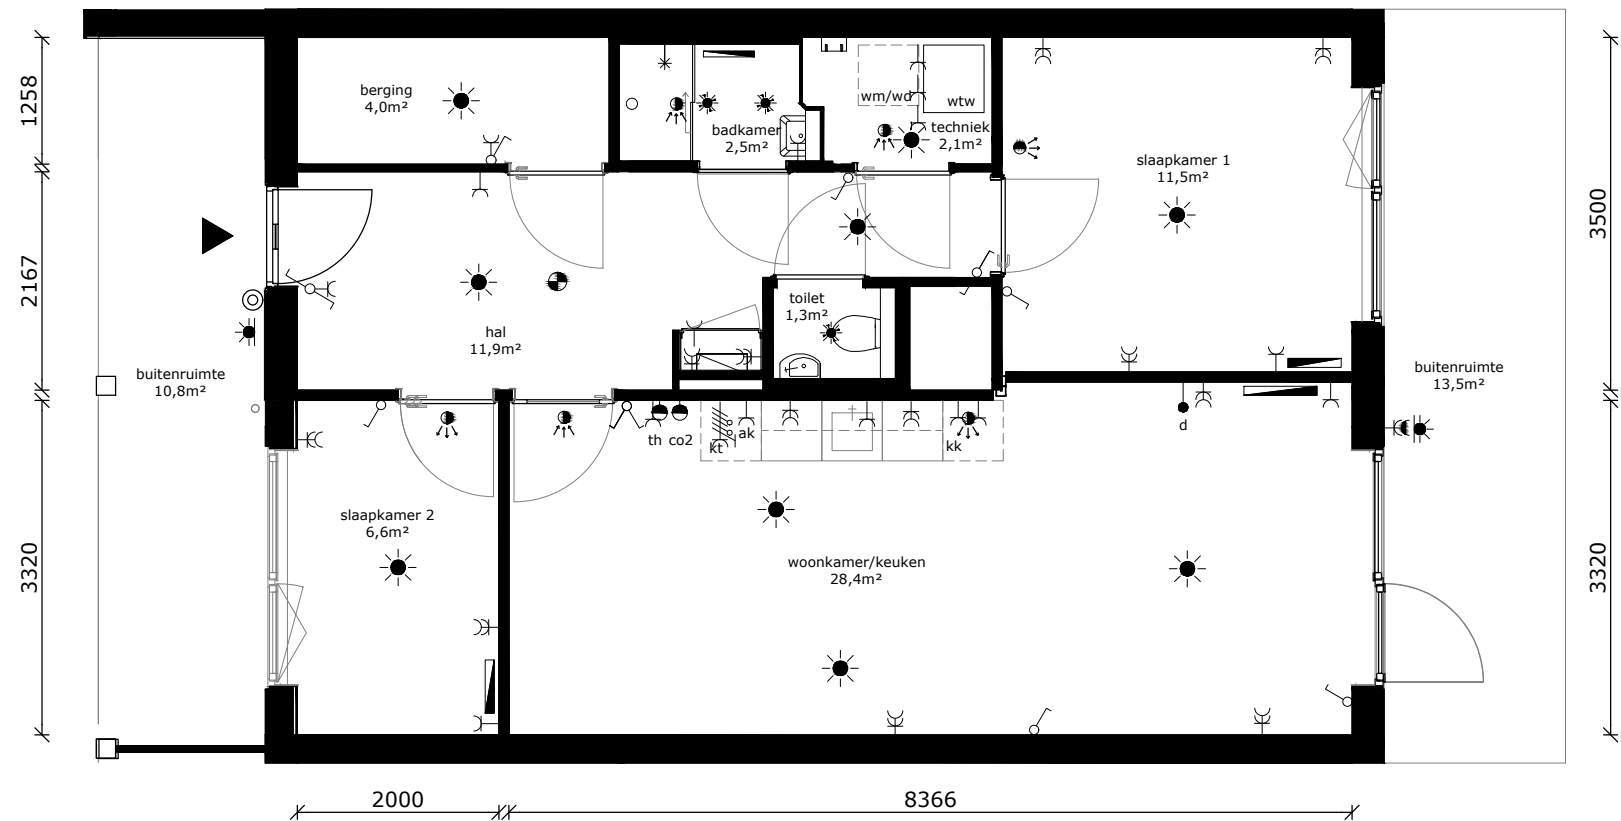 berging
4,0m²
badkamer
2,5m²
wm/wd
wtw
techniek
2,1m²
slaapkamer 1
11,5m²
1258
2167
3320
3500
3320
toilet
1,3m²
hal
11,9m²
buitenruimte
10,8m²
buitenruimte
13,5m²
th
co2
kt
ak
kk
d
slaapkamer 2
6,6m²
woonkamer/keuken
28,4m²
2000
8366